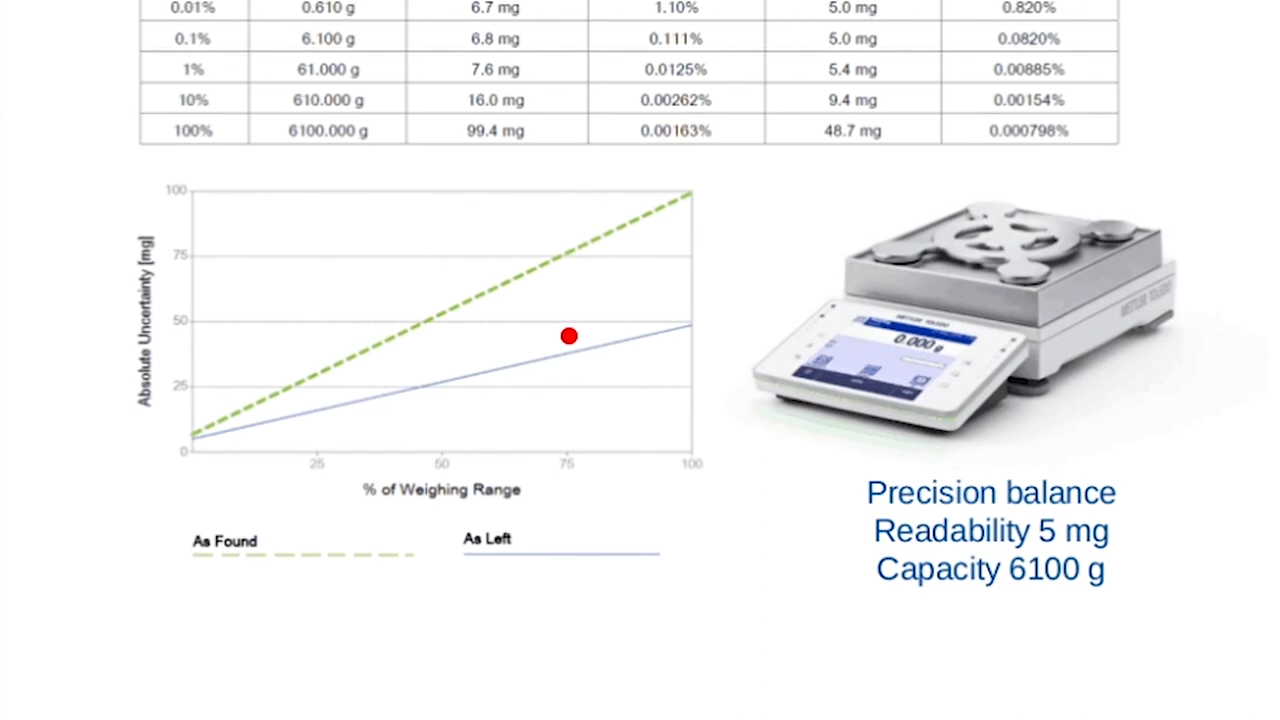 0.01% 0.610 g 6.7 mg 1.10% 5.0 mg 0.820%
0.1% 6.100 g 6.8 mg 0.111% 5.0 mg 0.0820%
1% 61.000 g 7.6 mg 0.0125% 5.4 mg 0.00885%
10% 610.000 g 16.0 mg 0.00262% 9.4 mg 0.00154%
100% 6100.000 g 99.4 mg 0.00163% 48.7 mg 0.000798%
100
75
50
25
0
Absolute Uncertainty [mg]
25 50 75 100
% of Weighing Range
As Found
As Left
METTLER TOLEDO
METTLER TOLEDO
0.000 g
Precision balance
Readability 5 mg
Capacity 6100 g